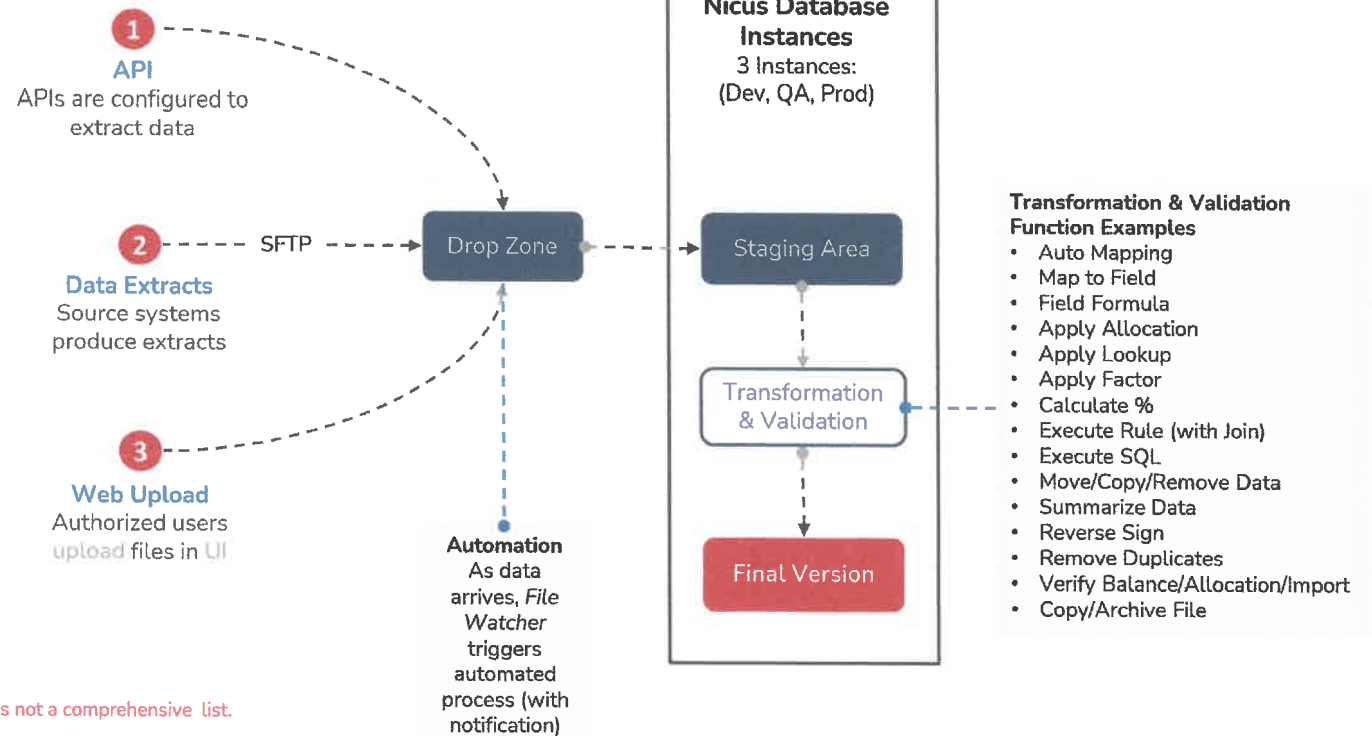 1
API
APIs are configured to
extract data
2
SFTP
Data Extracts
Source systems
produce extracts
3
Web Upload
Authorized users
upload files in UI
Drop Zone
Automation
As data
arrives, File
Watcher
triggers
automated
process (with
notification)
Nicus Database
Instances
3 Instances:
(Dev, QA, Prod)
Staging Area
Transformation
& Validation
Final Version
Transformation & Validation
Function Examples
• Auto Mapping
• Map to Field
• Field Formula
• Apply Allocation
• Apply Lookup
• Apply Factor
• Calculate %
• Execute Rule (with Join)
• Execute SQL
• Move/Copy/Remove Data
• Summarize Data
• Reverse Sign
• Remove Duplicates
• Verify Balance/Allocation/Import
• Copy/Archive File
s not a comprehensive list.